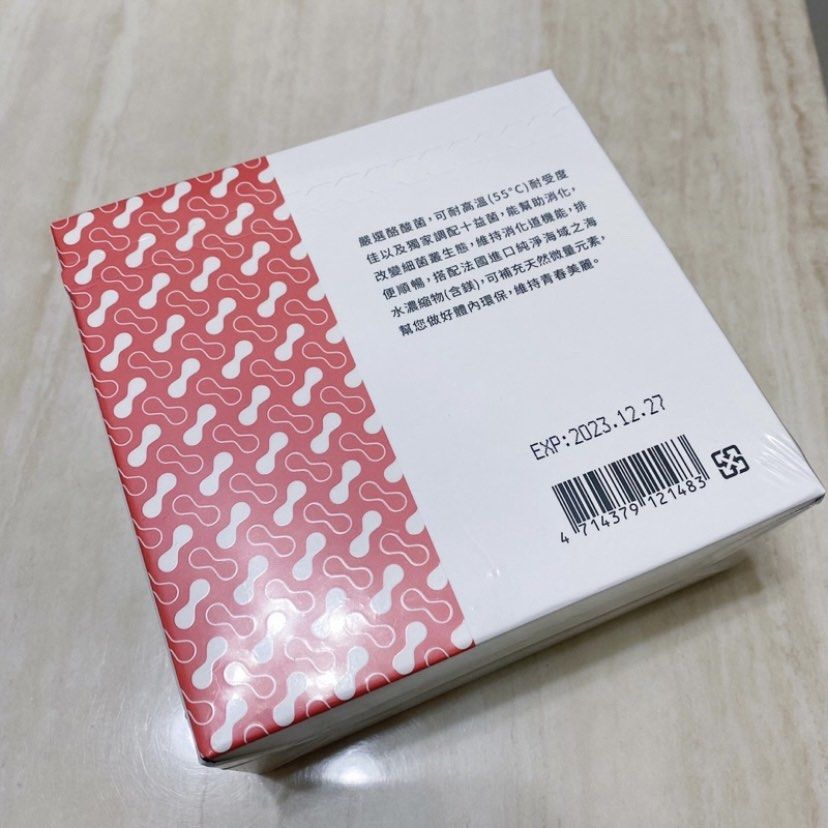 嚴選酪酸菌，可耐高溫(55°C)耐受度
佳以及獨家調配十益菌，能幫助消化，
改變細菌叢生態，維持消化道機能，排
便順暢，搭配法國進口純淨海域之海
水濃縮物(含鎂)，可補充天然微量元素，
幫您做好體內環保，維持青春美麗。
EXP:2023.12.27
4 714379 121483